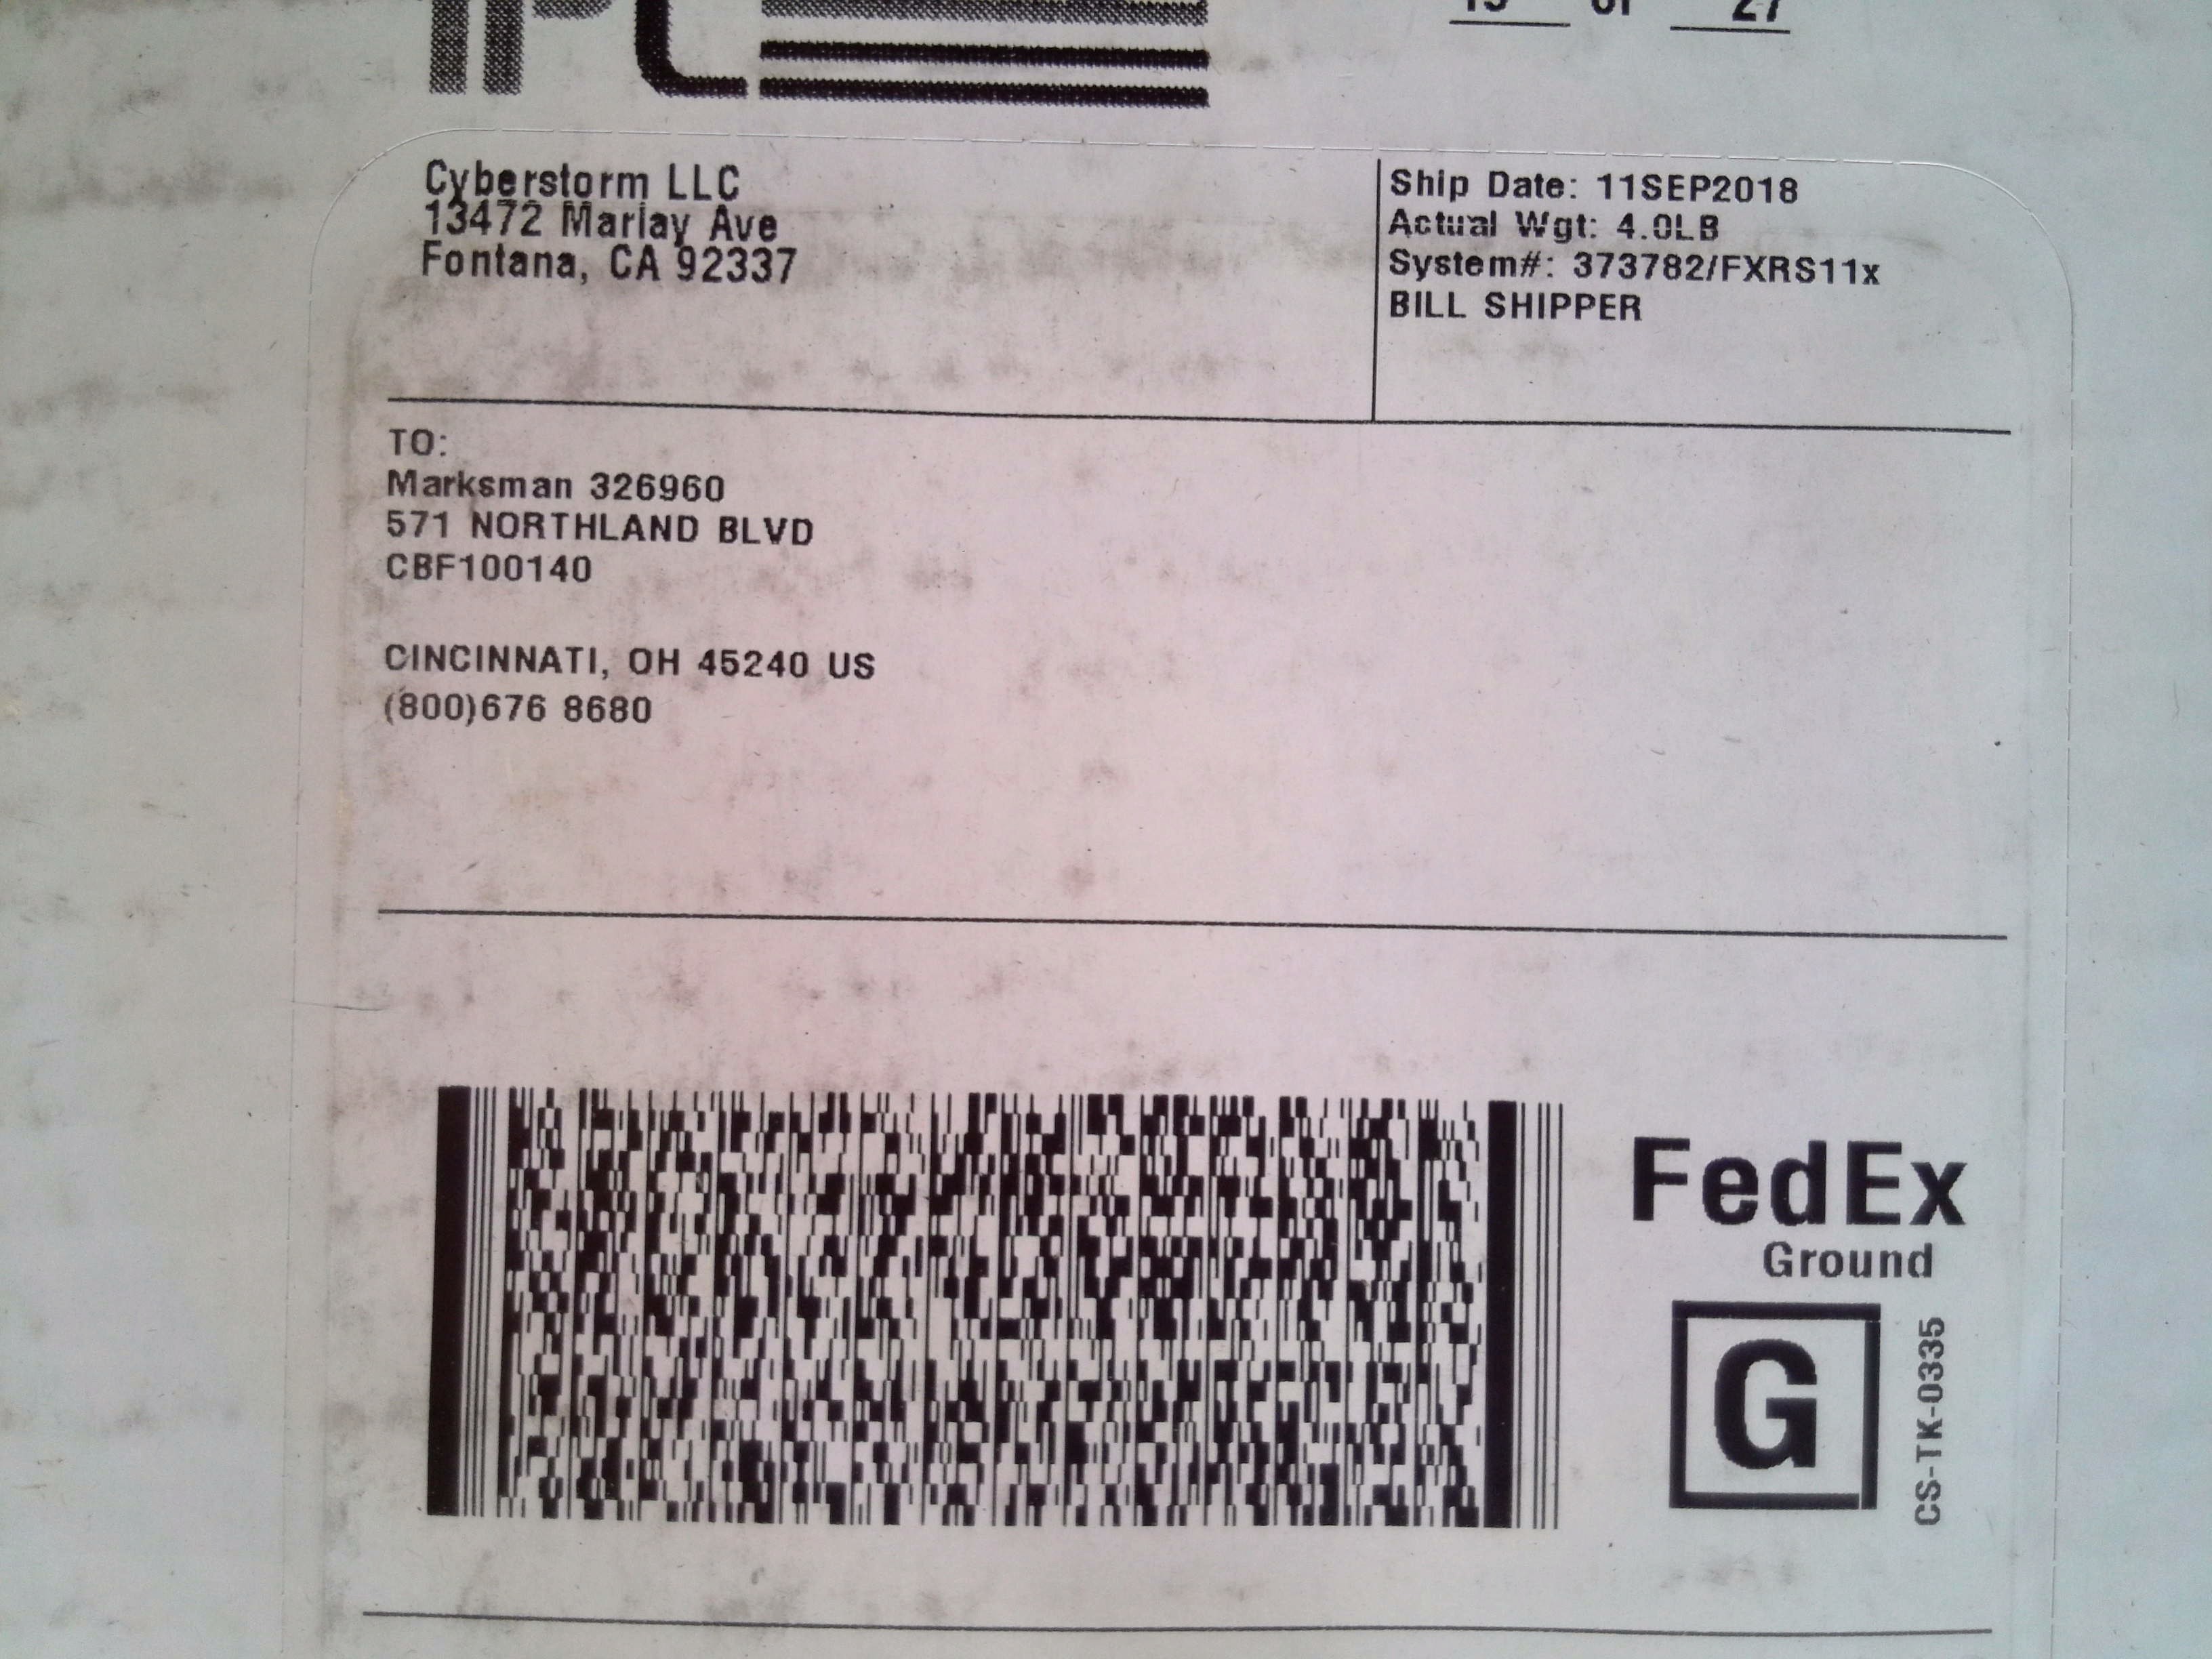 of 27
Cyberstorm LLC
13472 Marlay Ave
Fontana, CA 92337
Ship Date: 11SEP2018
Actual Wgt: 4.0LB
System#: 373782/FXRS11x
BILL SHIPPER
TO:
Marksman 326960
571 NORTHLAND BLVD
CBF100140
CINCINNATI, OH 45240 US
(800)676 8680
FedEx
Ground
G
CS-TK-0335